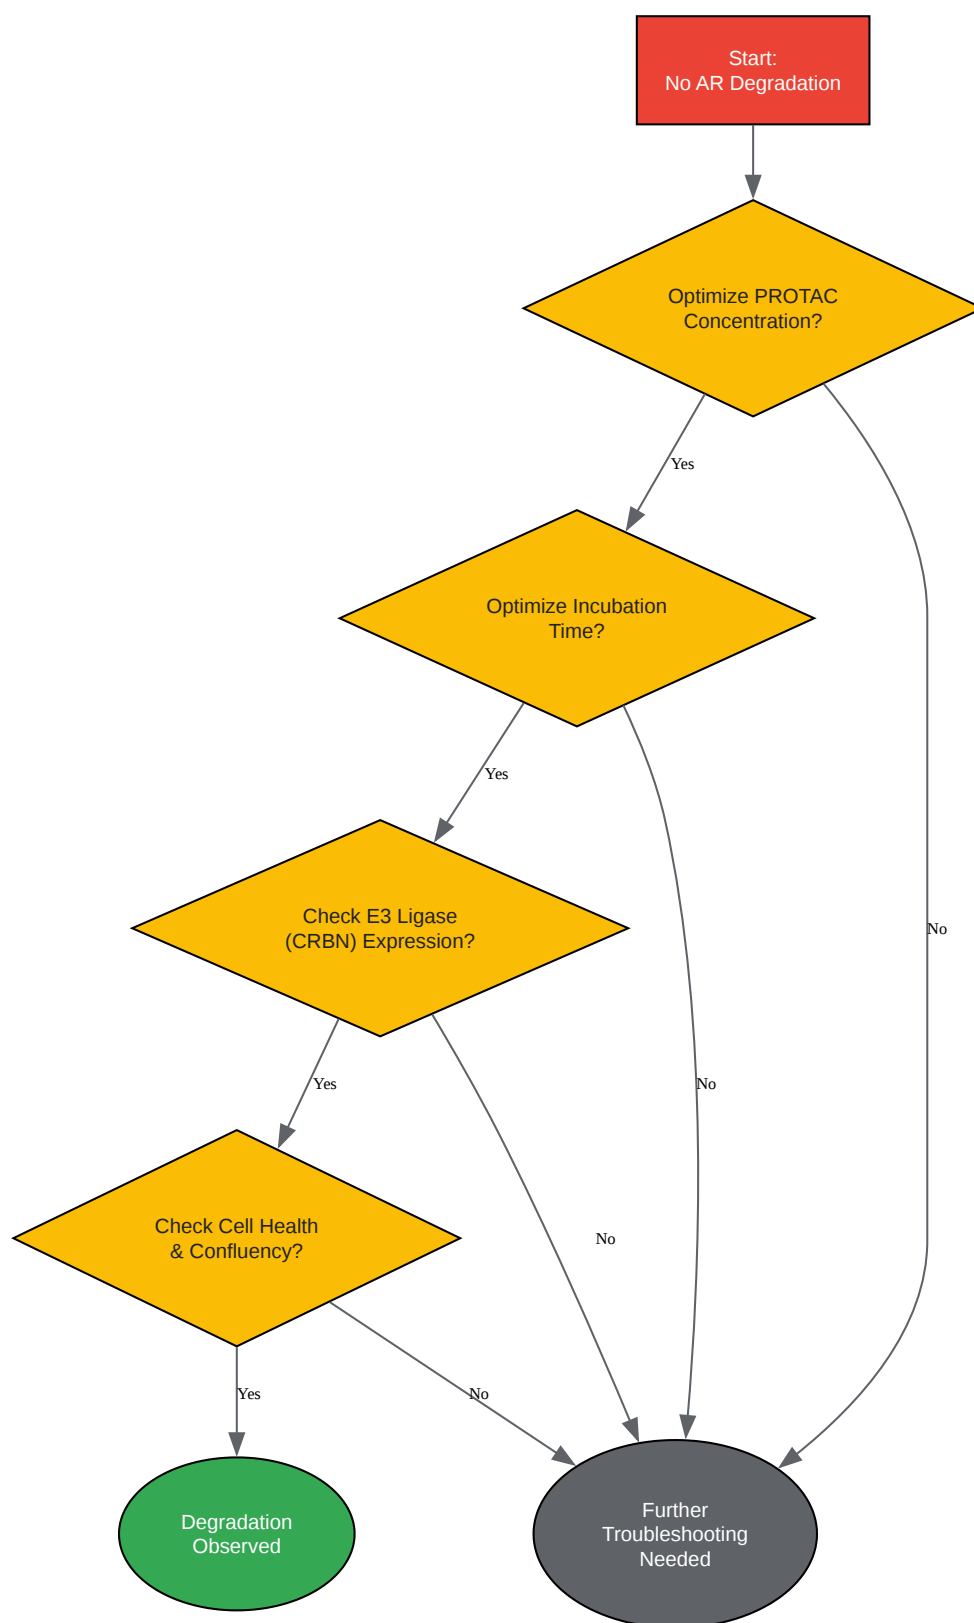 Start:
No AR Degradation
Optimize PROTAC
Concentration?
Yes
Optimize Incubation
Time?
Yes
No
Check E3 Ligase
(CRBN) Expression?
Yes
No
Check Cell Health
& Confluency?
No
Yes
No
Degradation
Observed
Further
Troubleshooting
Needed